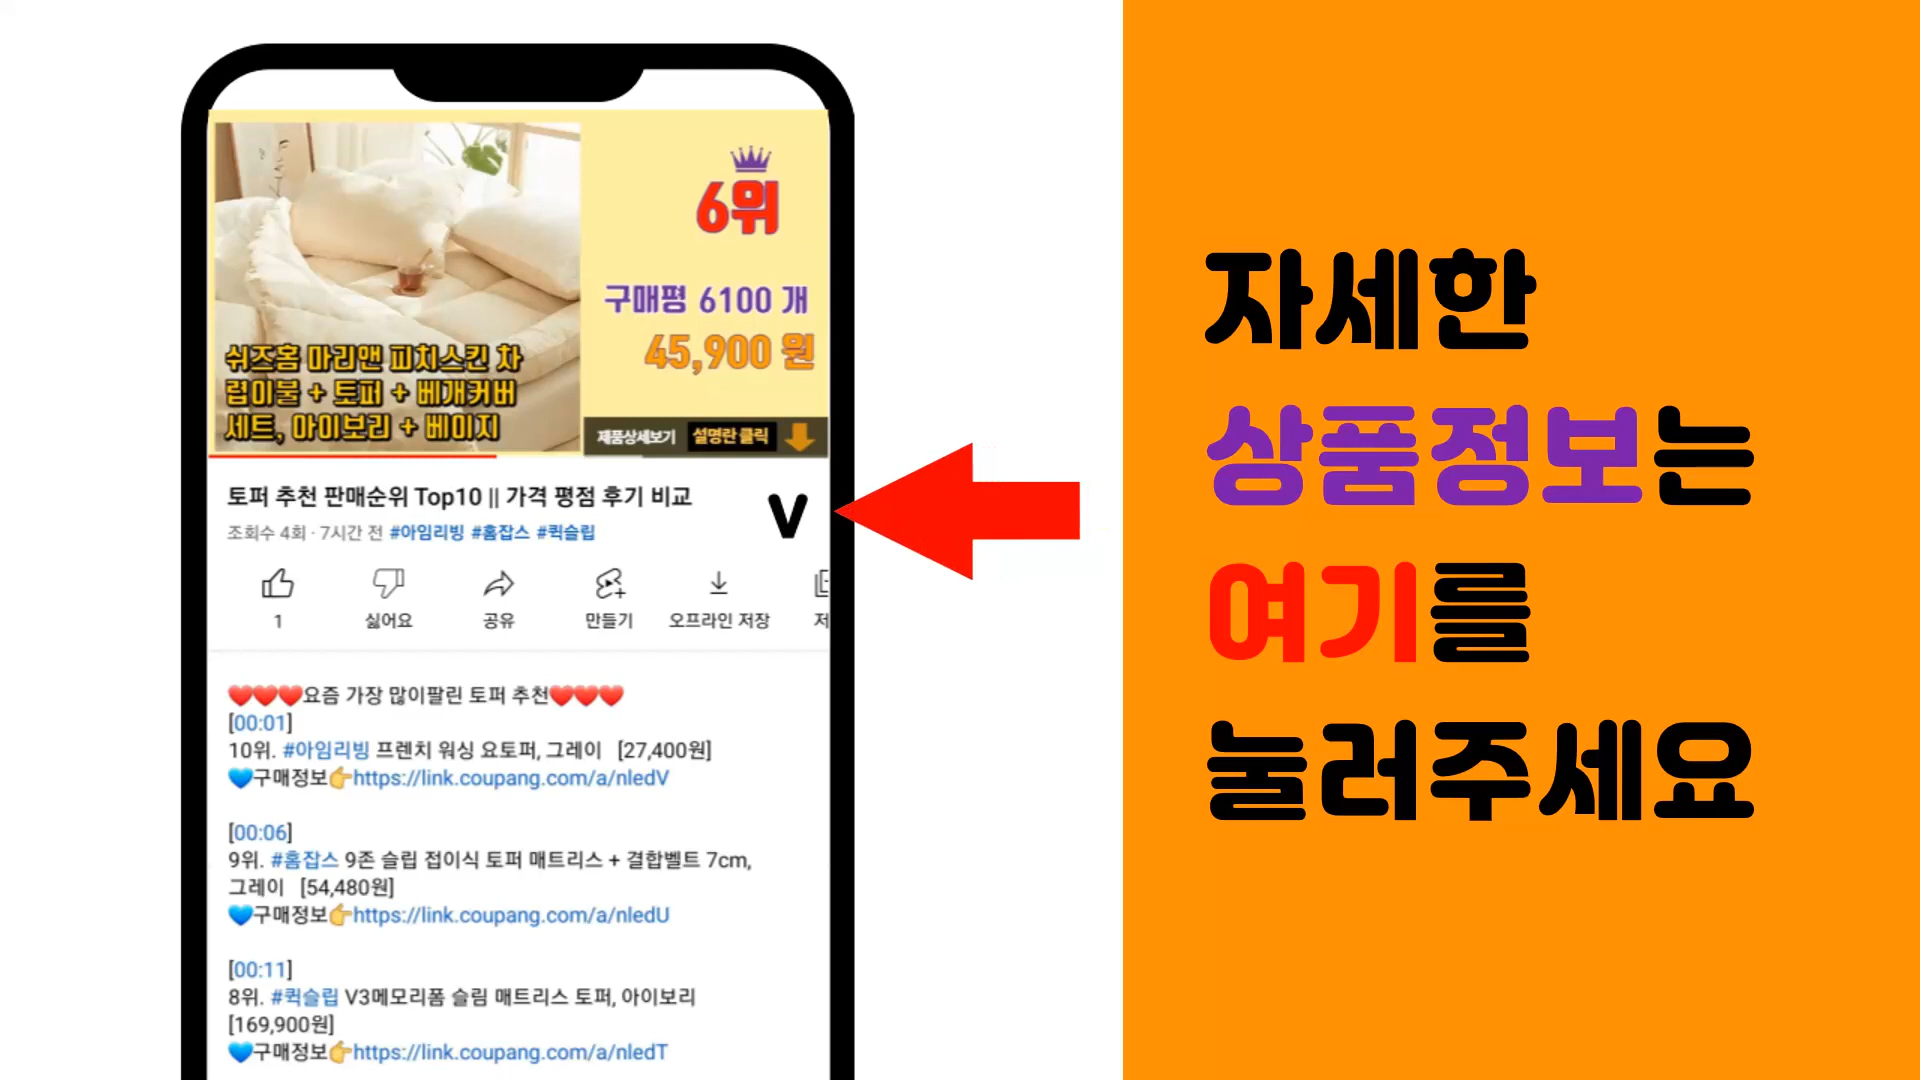 6위
구매평 6100 개
45,900 원
쉬즈홈 마리앤 피치스킨 차
렵이불 + 토퍼 + 베개커버
세트, 아이보리 + 베이지
제품상세보기 설명란 클릭
토퍼 추천 판매순위 Top10 || 가격 평점 후기 비교
V
조회수 4회 · 7시간 전 #아임리빙 #홈잡스 #퀵슬립
1 싫어요 공유 만들기 오프라인 저장 저
❤️❤️❤️요즘 가장 많이팔린 토퍼 추천❤️❤️❤️
[00:01]
10위. #아임리빙 프렌치 워싱 요토퍼, 그레이 [27,400원]
💙구매정보👉https://link.coupang.com/a/nledV
[00:06]
9위. #홈잡스 9존 슬립 접이식 토퍼 매트리스 + 결합벨트 7cm,
그레이 [54,480원]
💙구매정보👉https://link.coupang.com/a/nledU
[00:11]
8위. #퀵슬립 V3메모리폼 슬림 매트리스 토퍼, 아이보리
[169,900원]
💙구매정보👉https://link.coupang.com/a/nledT
자세한
상품정보는
여기를
눌러주세요